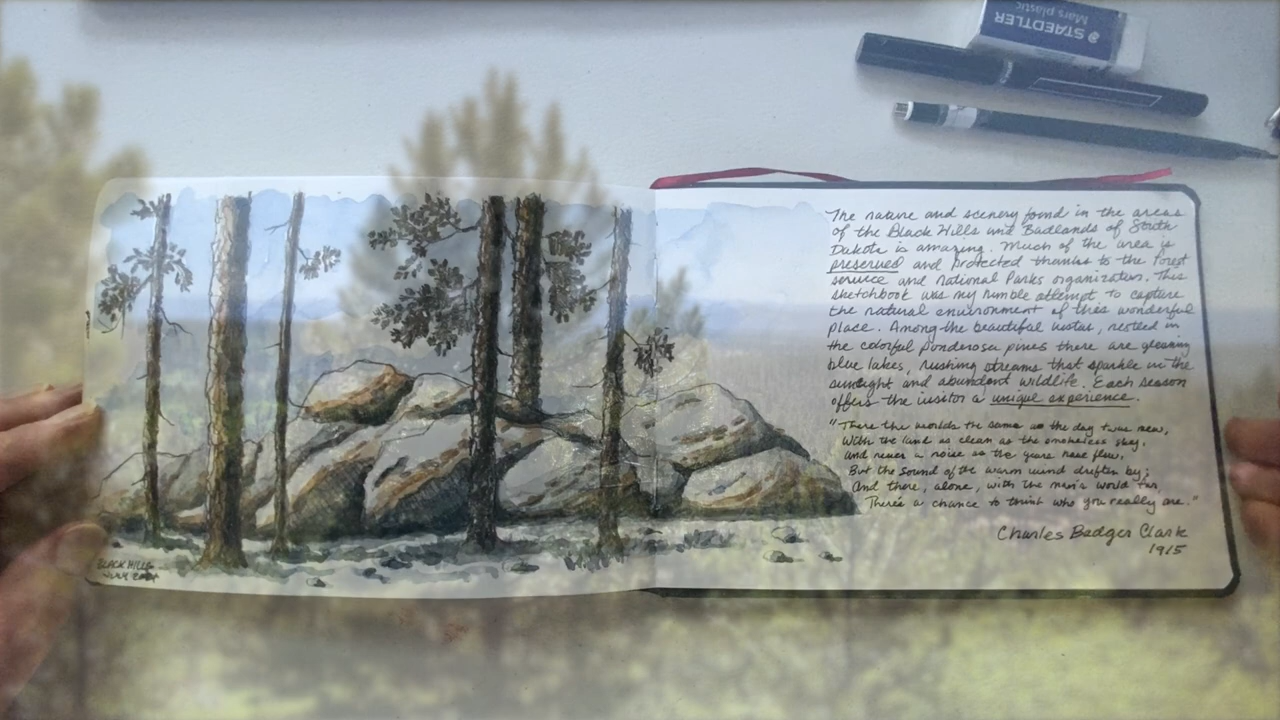 STAEDTLER
Mars plastic
The nature and scenery found in the areas
of the Black Hills and Badlands of South
Dakota is amazing. Much of the area is
preserved and protected thanks to the Forest
service and National Parks organization. This
sketchbook was my humble attempt to capture
the natural environment of this wonderful
place. Among the beautiful vistas, nestled in
the colorful Ponderosa pines there are gleaming
blue lakes, rushing streams that sparkle in the
sunlight and abundant wildlife. Each season
offers the visitor a unique experience.
"There the world's the same as the day twas new,
With the land as clean as the smokeless sky,
And never a noise as the years have flew,
But the sound of the warm wind driften by;
And there, alone, with the man's world far,
There's a chance to think who you really are."
Charles Badger Clark
1915
BLACK HILLS